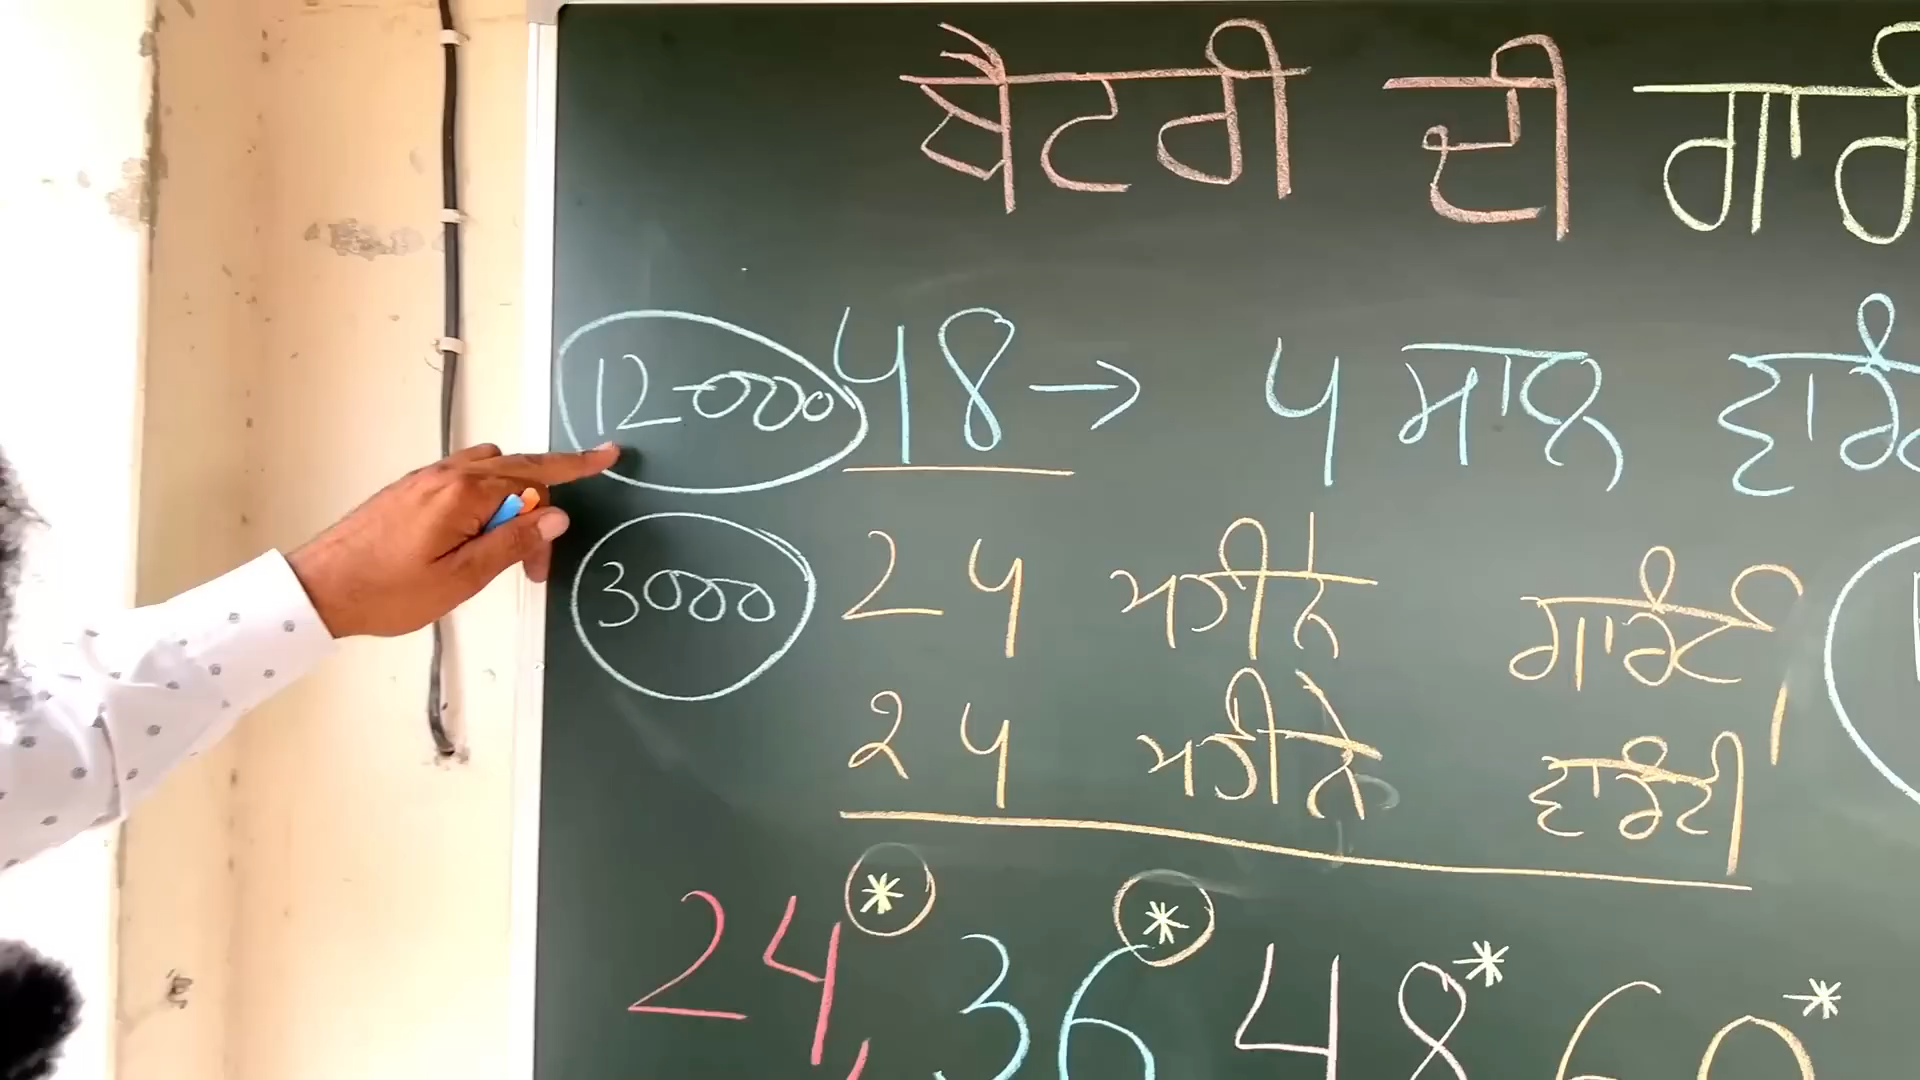 ਬੈਟਰੀ ਦੀ
12000 48 → 4 ਸਾਲ
3000 24 ਮਹੀਨੇ ਗਾਰੰਟੀ
24 ਮਹੀਨੇ ਵਾਰੰਟੀ
24*, 36* 48* 60*